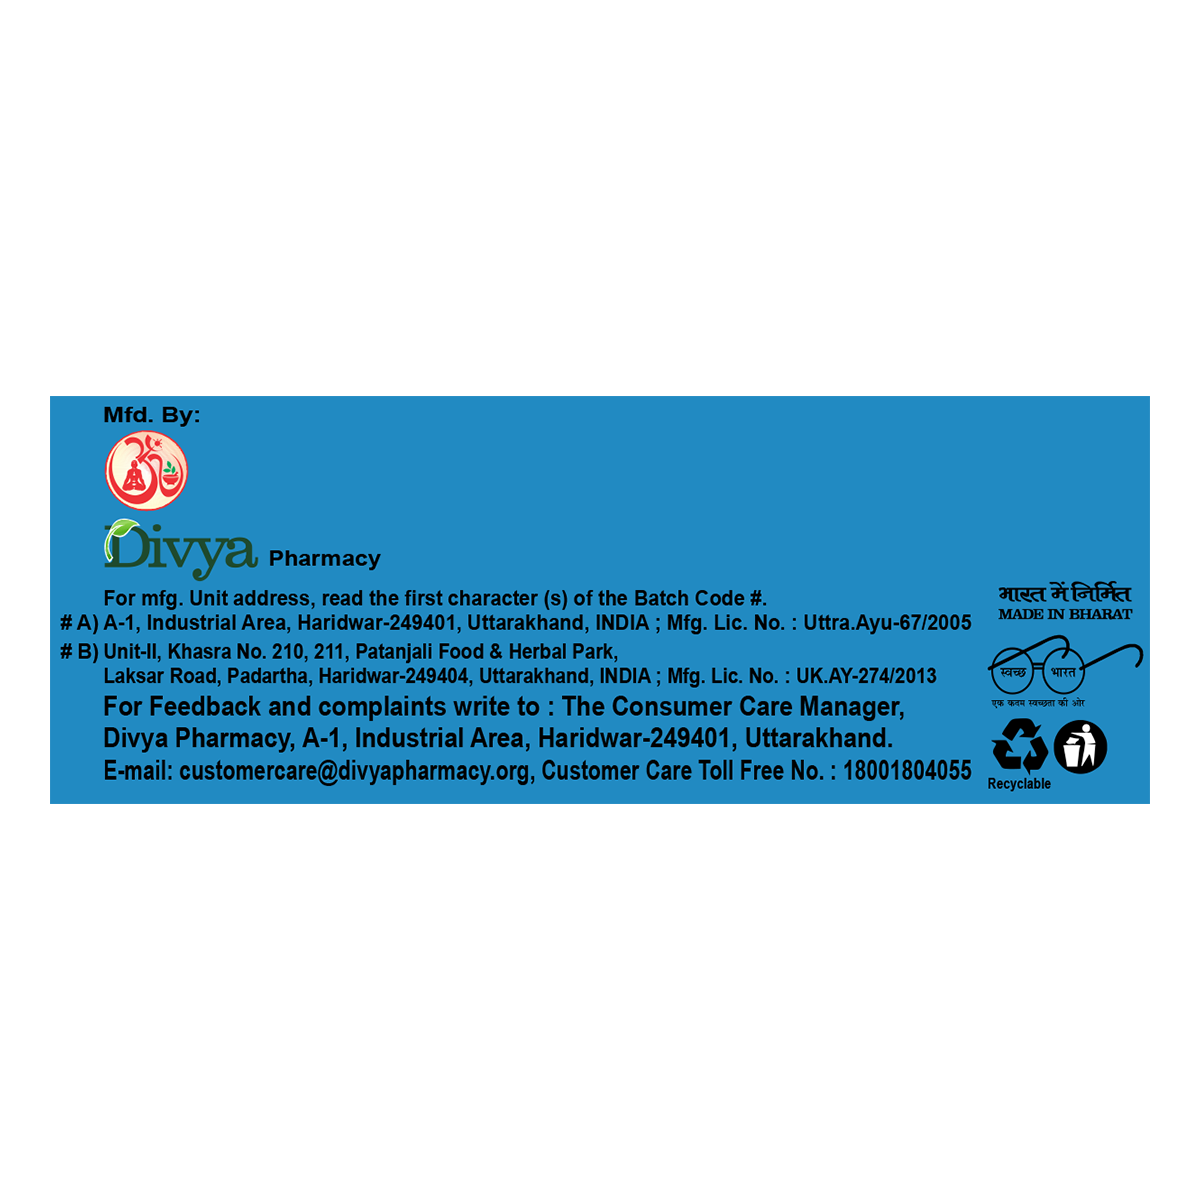 Mfd. By:
Divya Pharmacy
For mfg. Unit address, read the first character (s) of the Batch Code #.
# A) A-1, Industrial Area, Haridwar-249401, Uttarakhand, INDIA ; Mfg. Lic. No. : Uttra.Ayu-67/2005
# B) Unit-II, Khasra No. 210, 211, Patanjali Food & Herbal Park,
Laksar Road, Padartha, Haridwar-249404, Uttarakhand, INDIA ; Mfg. Lic. No. : UK.AY-274/2013
For Feedback and complaints write to : The Consumer Care Manager,
Divya Pharmacy, A-1, Industrial Area, Haridwar-249401, Uttarakhand.
E-mail: customercare@divyapharmacy.org, Customer Care Toll Free No. : 18001804055
भारत में निर्मित
MADE IN BHARAT
स्वच्छ भारत
एक कदम स्वच्छता की ओर
Recyclable